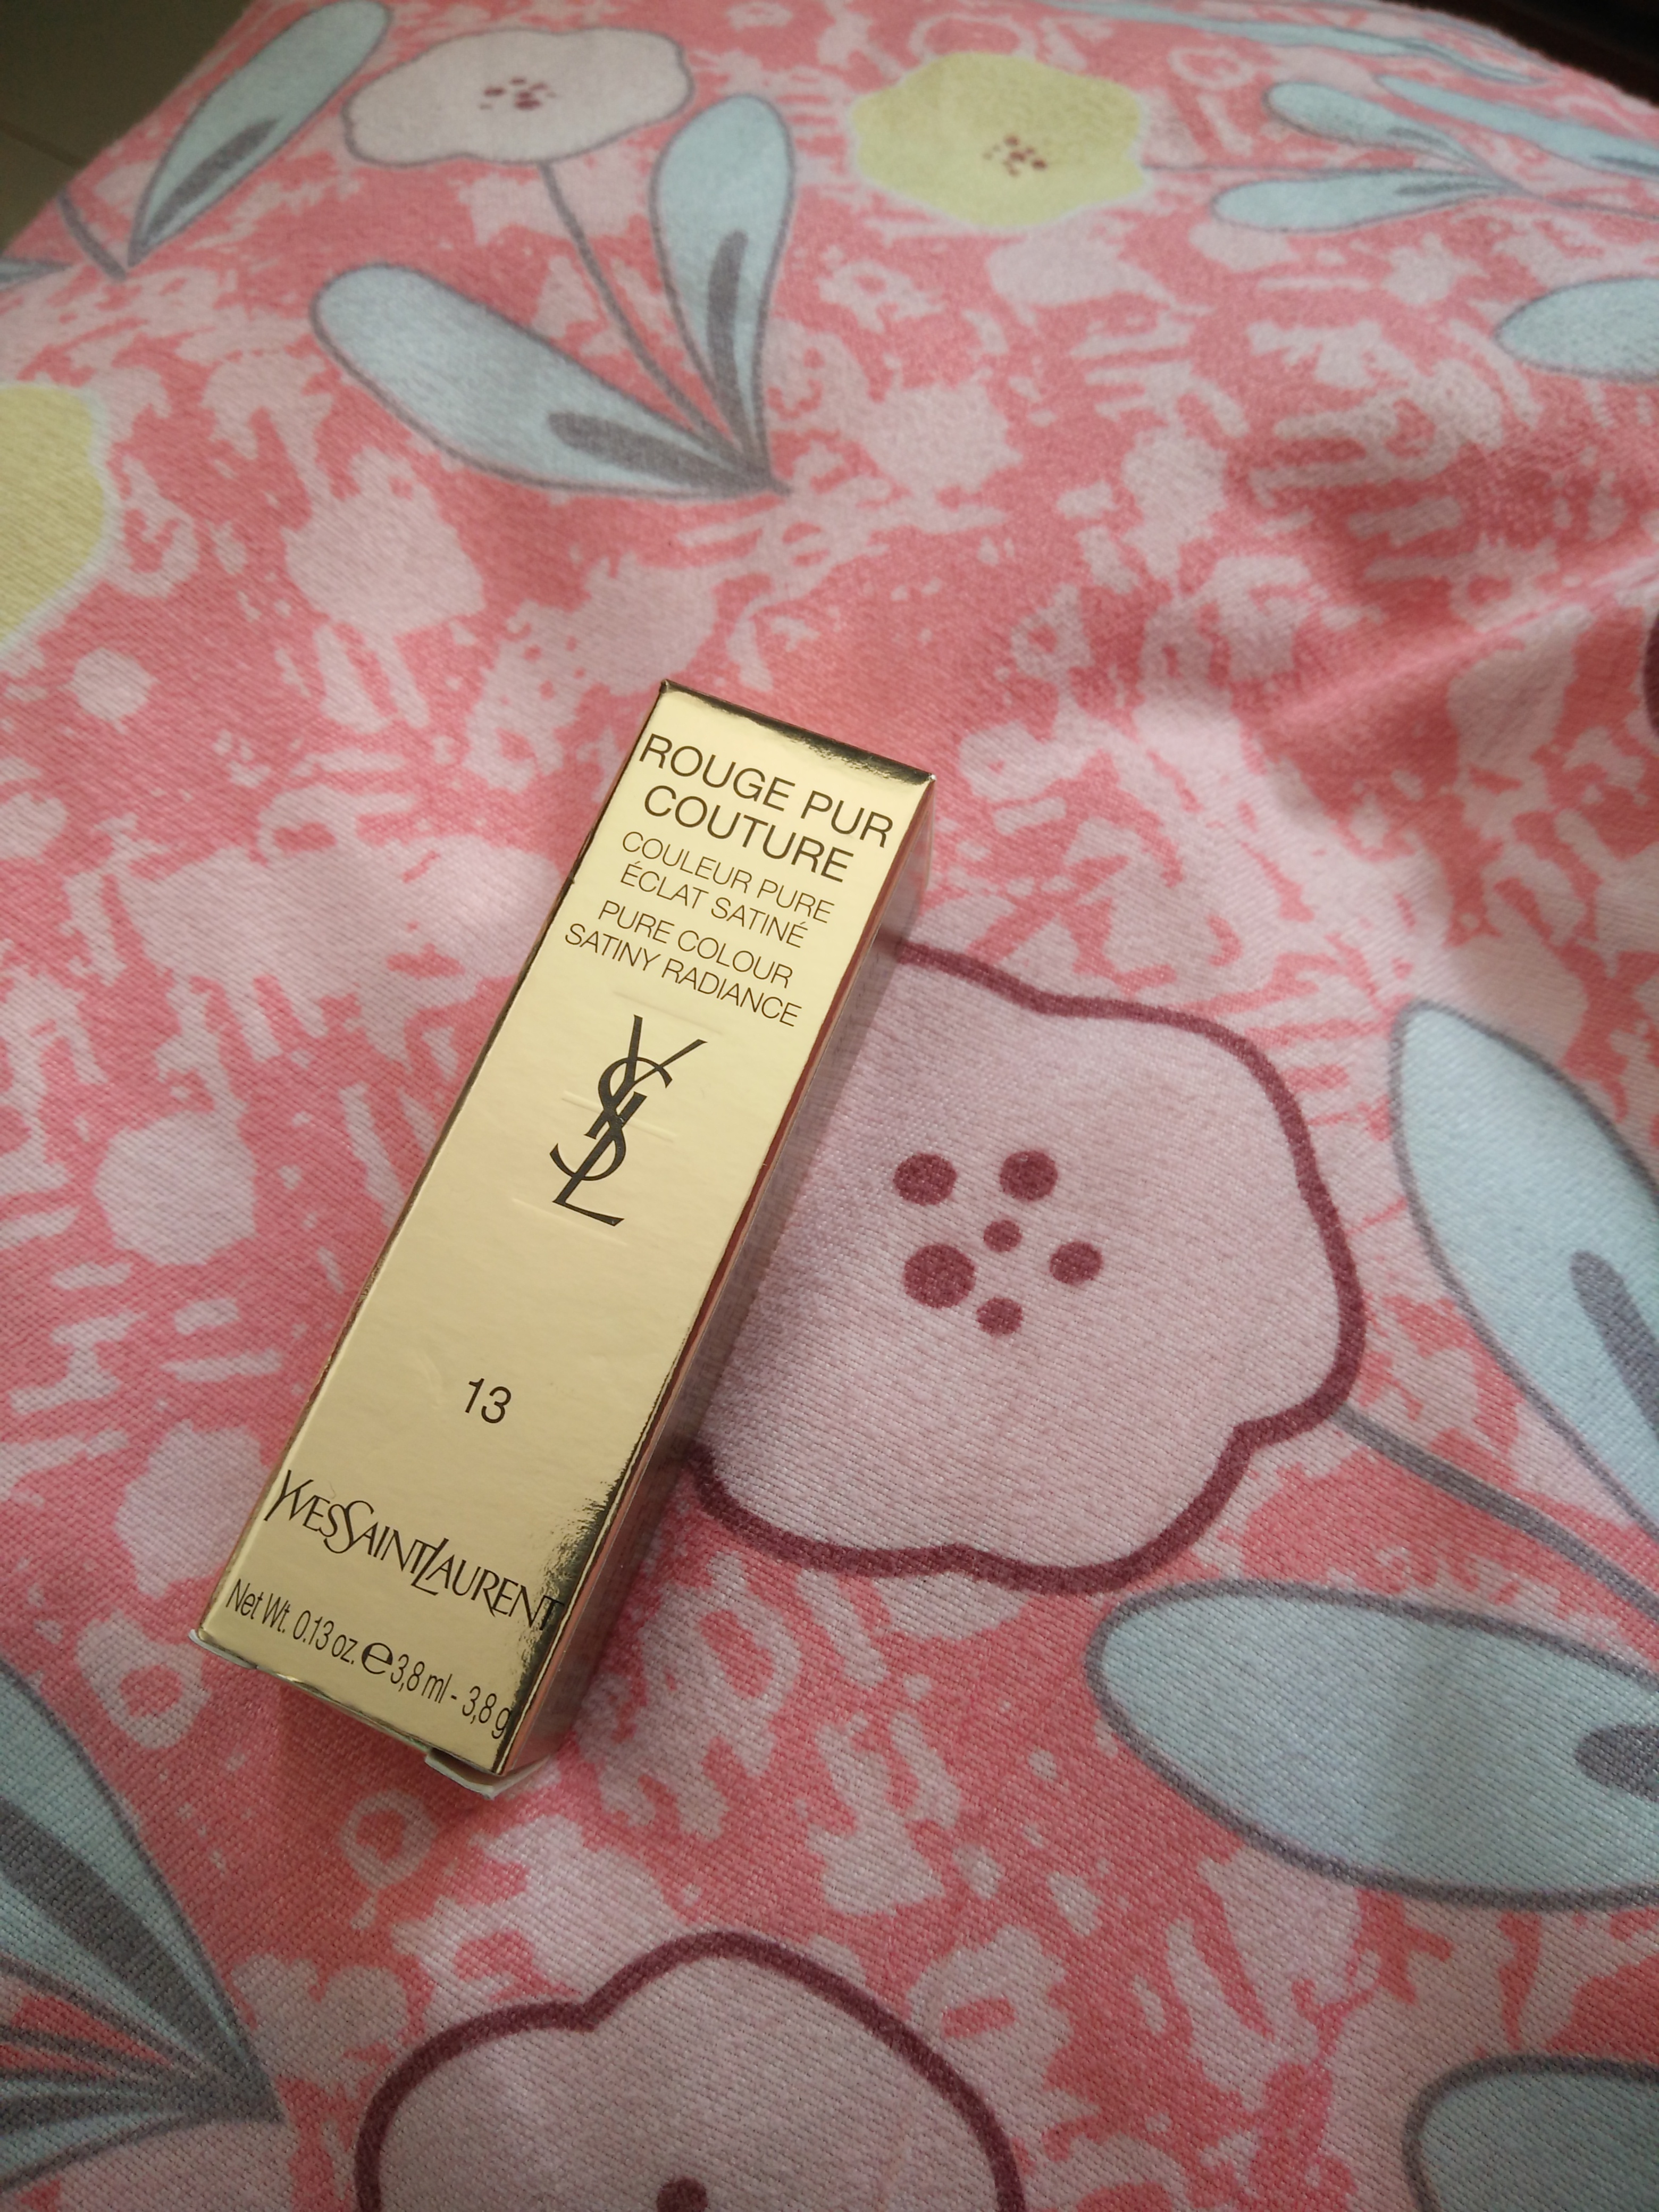 ROUGE PUR
COUTURE
COULEUR PURE
ÉCLAT SATINÉ
PURE COLOUR
SATINY RADIANCE
YSL
13
YVESSAINTLAURENT
Net Wt. 0.13 oz. ℮ 3,8 ml - 3,8 g